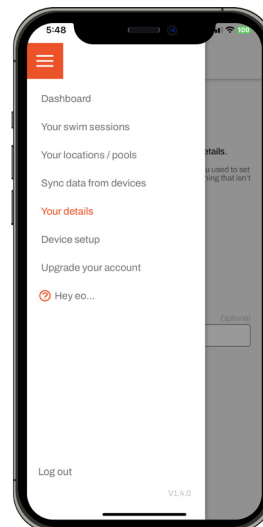 5:48
100
Dashboard
Your swim sessions
Your locations / pools
Sync data from devices
Your details
Device setup
Upgrade your account
Hey eo...
Log out
V1.4.0
etails.
u used to set
hing that isn't
Optional